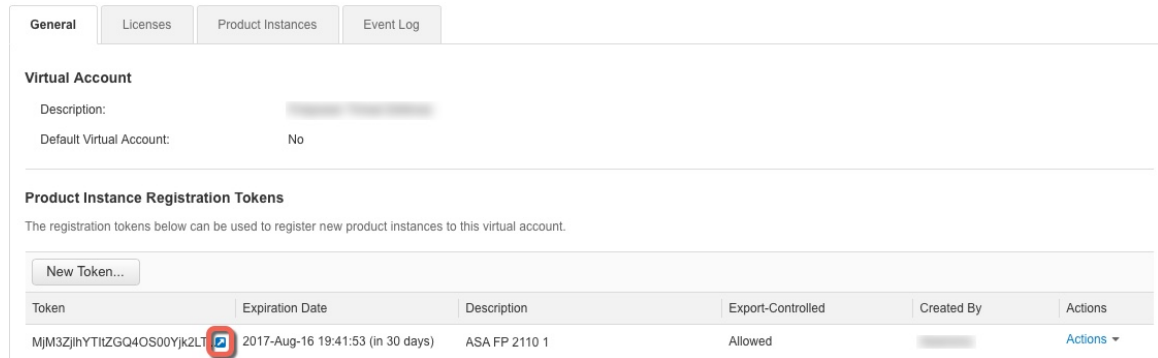 General Licenses Product Instances Event Log
Virtual Account
Description:
Default Virtual Account: No
Product Instance Registration Tokens
The registration tokens below can be used to register new product instances to this virtual account.
New Token...
Token Expiration Date Description Export-Controlled Created By Actions
MjM3ZjlhYTItZGQ4OS00Yjk2LT 2017-Aug-16 19:41:53 (in 30 days) ASA FP 2110 1 Allowed Actions